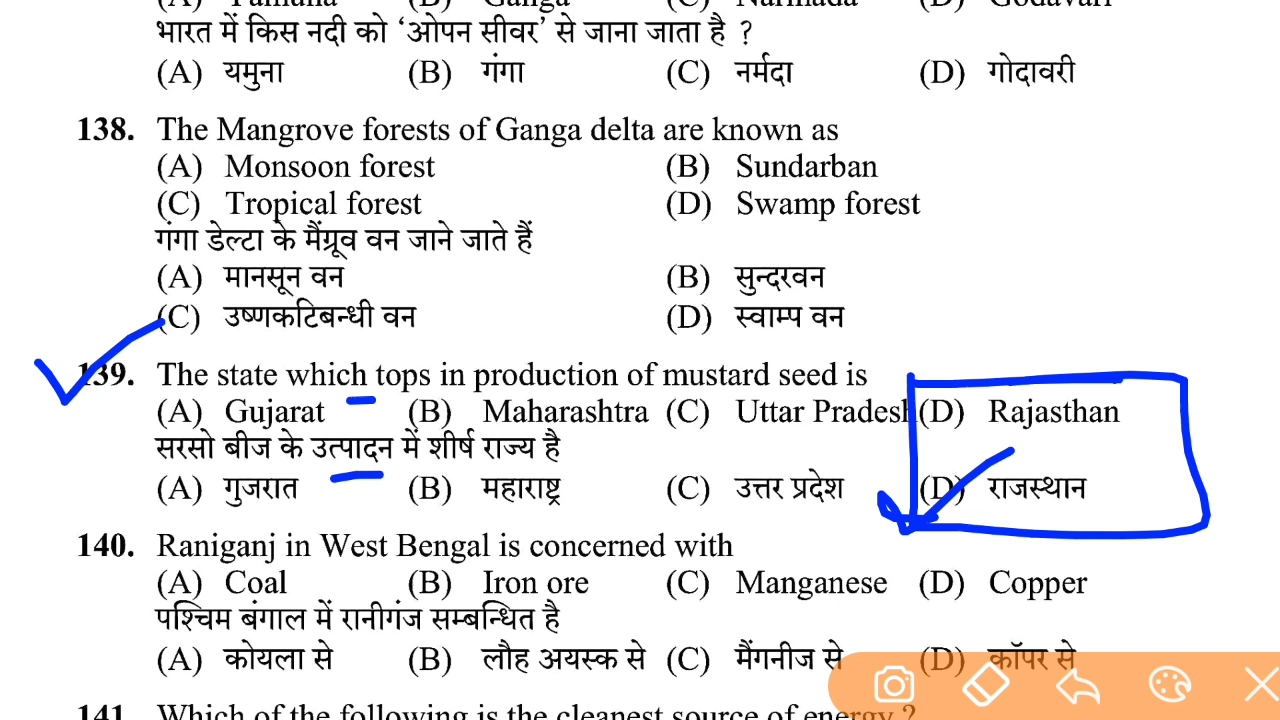 (A) Yamuna (B) Ganga (C) Narmada (D) Godavari
भारत में किस नदी को ‘ओपन सीवर’ से जाना जाता है ?
(A) यमुना (B) गंगा (C) नर्मदा (D) गोदावरी
138. The Mangrove forests of Ganga delta are known as
(A) Monsoon forest (B) Sundarban
(C) Tropical forest (D) Swamp forest
गंगा डेल्टा के मैंग्रूव वन जाने जाते हैं
(A) मानसून वन (B) सुन्दरवन
(C) उष्णकटिबन्धी वन (D) स्वाम्प वन
139. The state which tops in production of mustard seed is
(A) Gujarat (B) Maharashtra (C) Uttar Pradesh (D) Rajasthan
सरसो बीज के उत्पादन में शीर्ष राज्य है
(A) गुजरात (B) महाराष्ट्र (C) उत्तर प्रदेश (D) राजस्थान
140. Raniganj in West Bengal is concerned with
(A) Coal (B) Iron ore (C) Manganese (D) Copper
पश्चिम बंगाल में रानीगंज सम्बन्धित है
(A) कोयला से (B) लौह अयस्क से (C) मैंगनीज से (D) कॉपर से
141. Which of the following is the cleanest source of energy ?